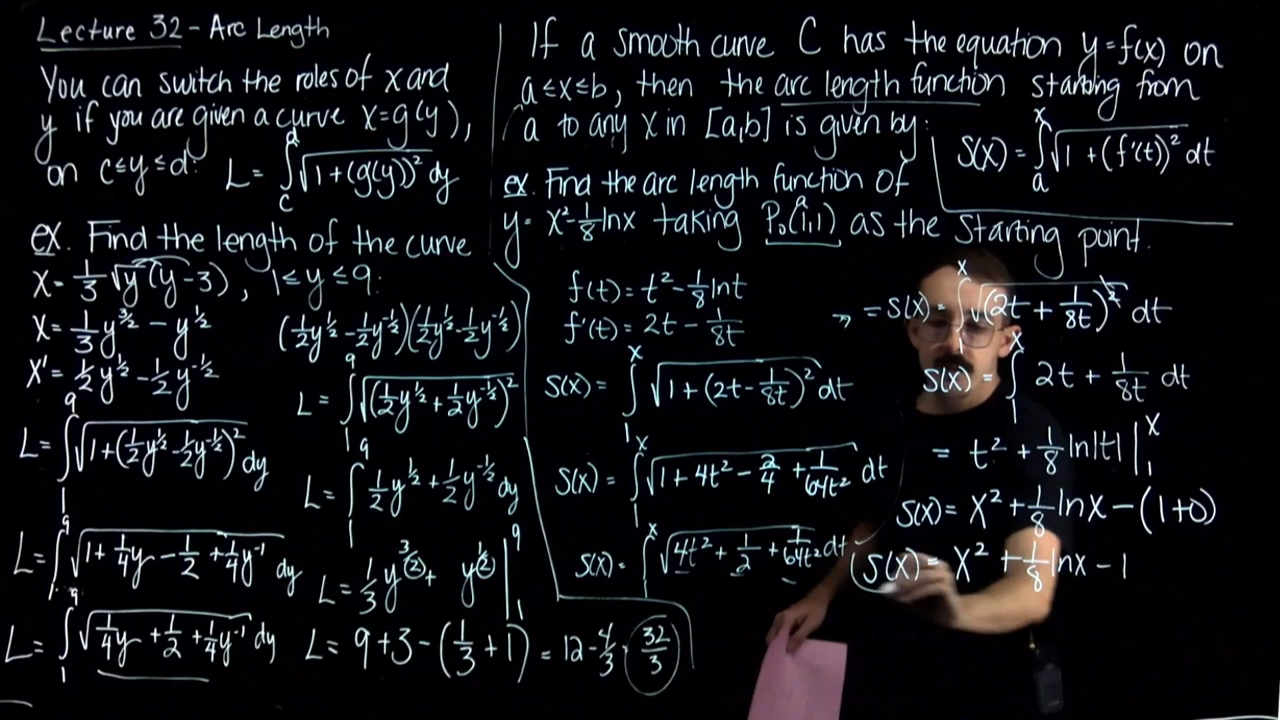 Lecture 32 - Arc Length
You can switch the roles of x and
y if you are given a curve x=g(y),
on c≤y≤d: L = ∫_c^d √(1+(g(y))²) dy
ex. Find the length of the curve
x = 1/3 √y (y-3), 1≤y≤9:
x = 1/3 y^(3/2) - y^(1/2)
x' = 1/2 y^(1/2) - 1/2 y^(-1/2)
L = ∫_1^9 √(1+(1/2 y^(1/2) - 1/2 y^(-1/2))²) dy
L = ∫_1^9 √(1+1/4 y - 1/2 + 1/4 y^(-1)) dy
L = ∫_1^9 √(1/4 y + 1/2 + 1/4 y^(-1)) dy
(1/2 y^(1/2) - 1/2 y^(-1/2))(1/2 y^(1/2) - 1/2 y^(-1/2))
L = ∫_1^9 √((1/2 y^(1/2) + 1/2 y^(-1/2))²)
L = ∫_1^9 1/2 y^(1/2) + 1/2 y^(-1/2) dy
L = 1/3 y^(3/2) + y^(1/2) |_1^9
L = 9+3-(1/3+1) = 12 - 4/3 = 32/3
If a smooth curve C has the equation y=f(x) on
a≤x≤b, then the arc length function starting from
a to any x in [a,b] is given by:
S(x) = ∫_a^x √(1+(f'(t))²) dt
ex. Find the arc length function of
y = x² - 1/8 ln x taking P₀(1,1) as the starting point.
a
f(t) = t² - 1/8 ln t
f'(t) = 2t - 1/8t
S(x) = ∫_1^x √(1+(2t - 1/8t)²) dt
S(x) = ∫_1^x √(1+4t² - 2/4 + 1/64t²) dt
S(x) = ∫_1^x √(4t² + 1/2 + 1/64t²) dt
= S(x) = ∫_1^x √((2t + 1/8t)²) dt
S(x) = ∫_1^x 2t + 1/8t dt
= t² + 1/8 ln|t| |_1^x
S(x) = x² + 1/8 ln x - (1+0)
S(x) = x² + 1/8 ln x - 1